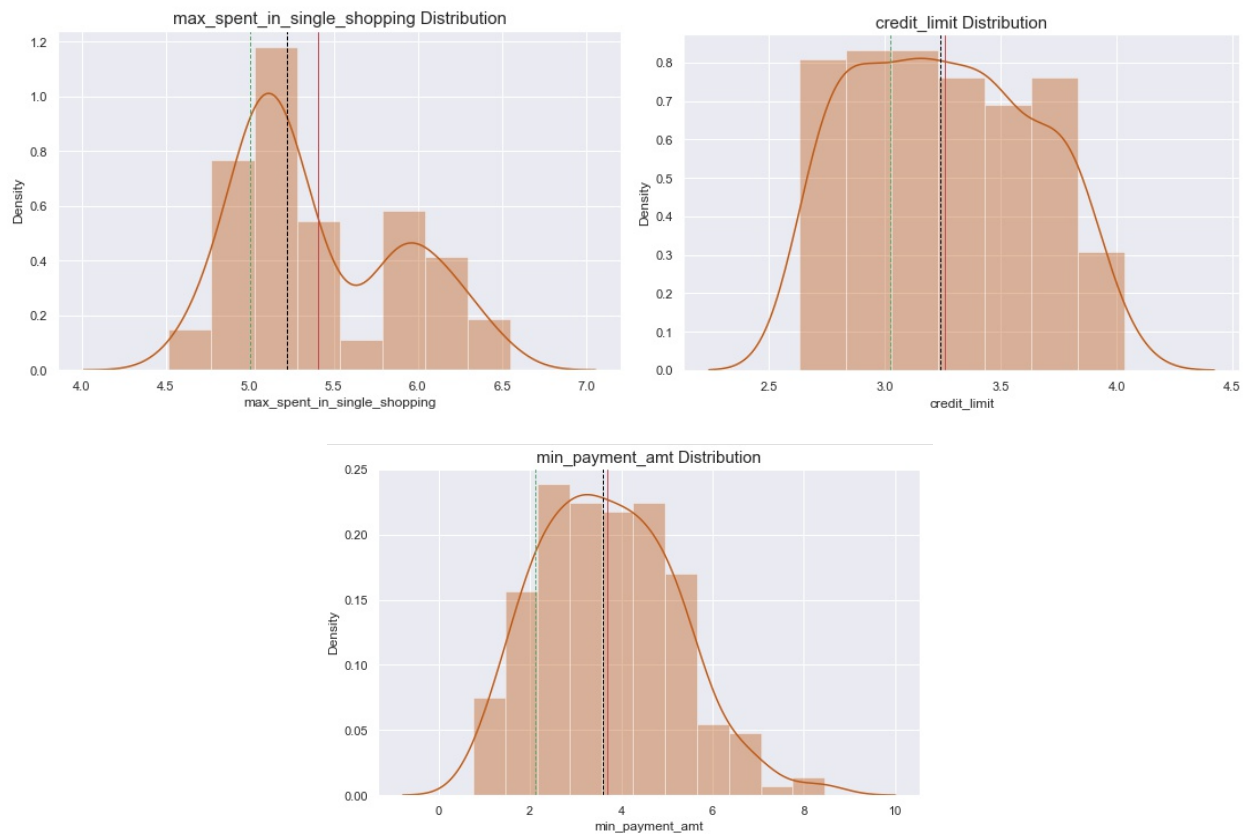 max_spent_in_single_shopping Distribution
1.2
1.0
0.8
0.6
0.4
0.2
0.0
Density
4.0 4.5 5.0 5.5 6.0 6.5 7.0
max_spent_in_single_shopping
credit_limit Distribution
0.8
0.7
0.6
0.5
0.4
0.3
0.2
0.1
0.0
Density
2.5 3.0 3.5 4.0 4.5
credit_limit
min_payment_amt Distribution
0.25
0.20
0.15
0.10
0.05
0.00
Density
0 2 4 6 8 10
min_payment_amt